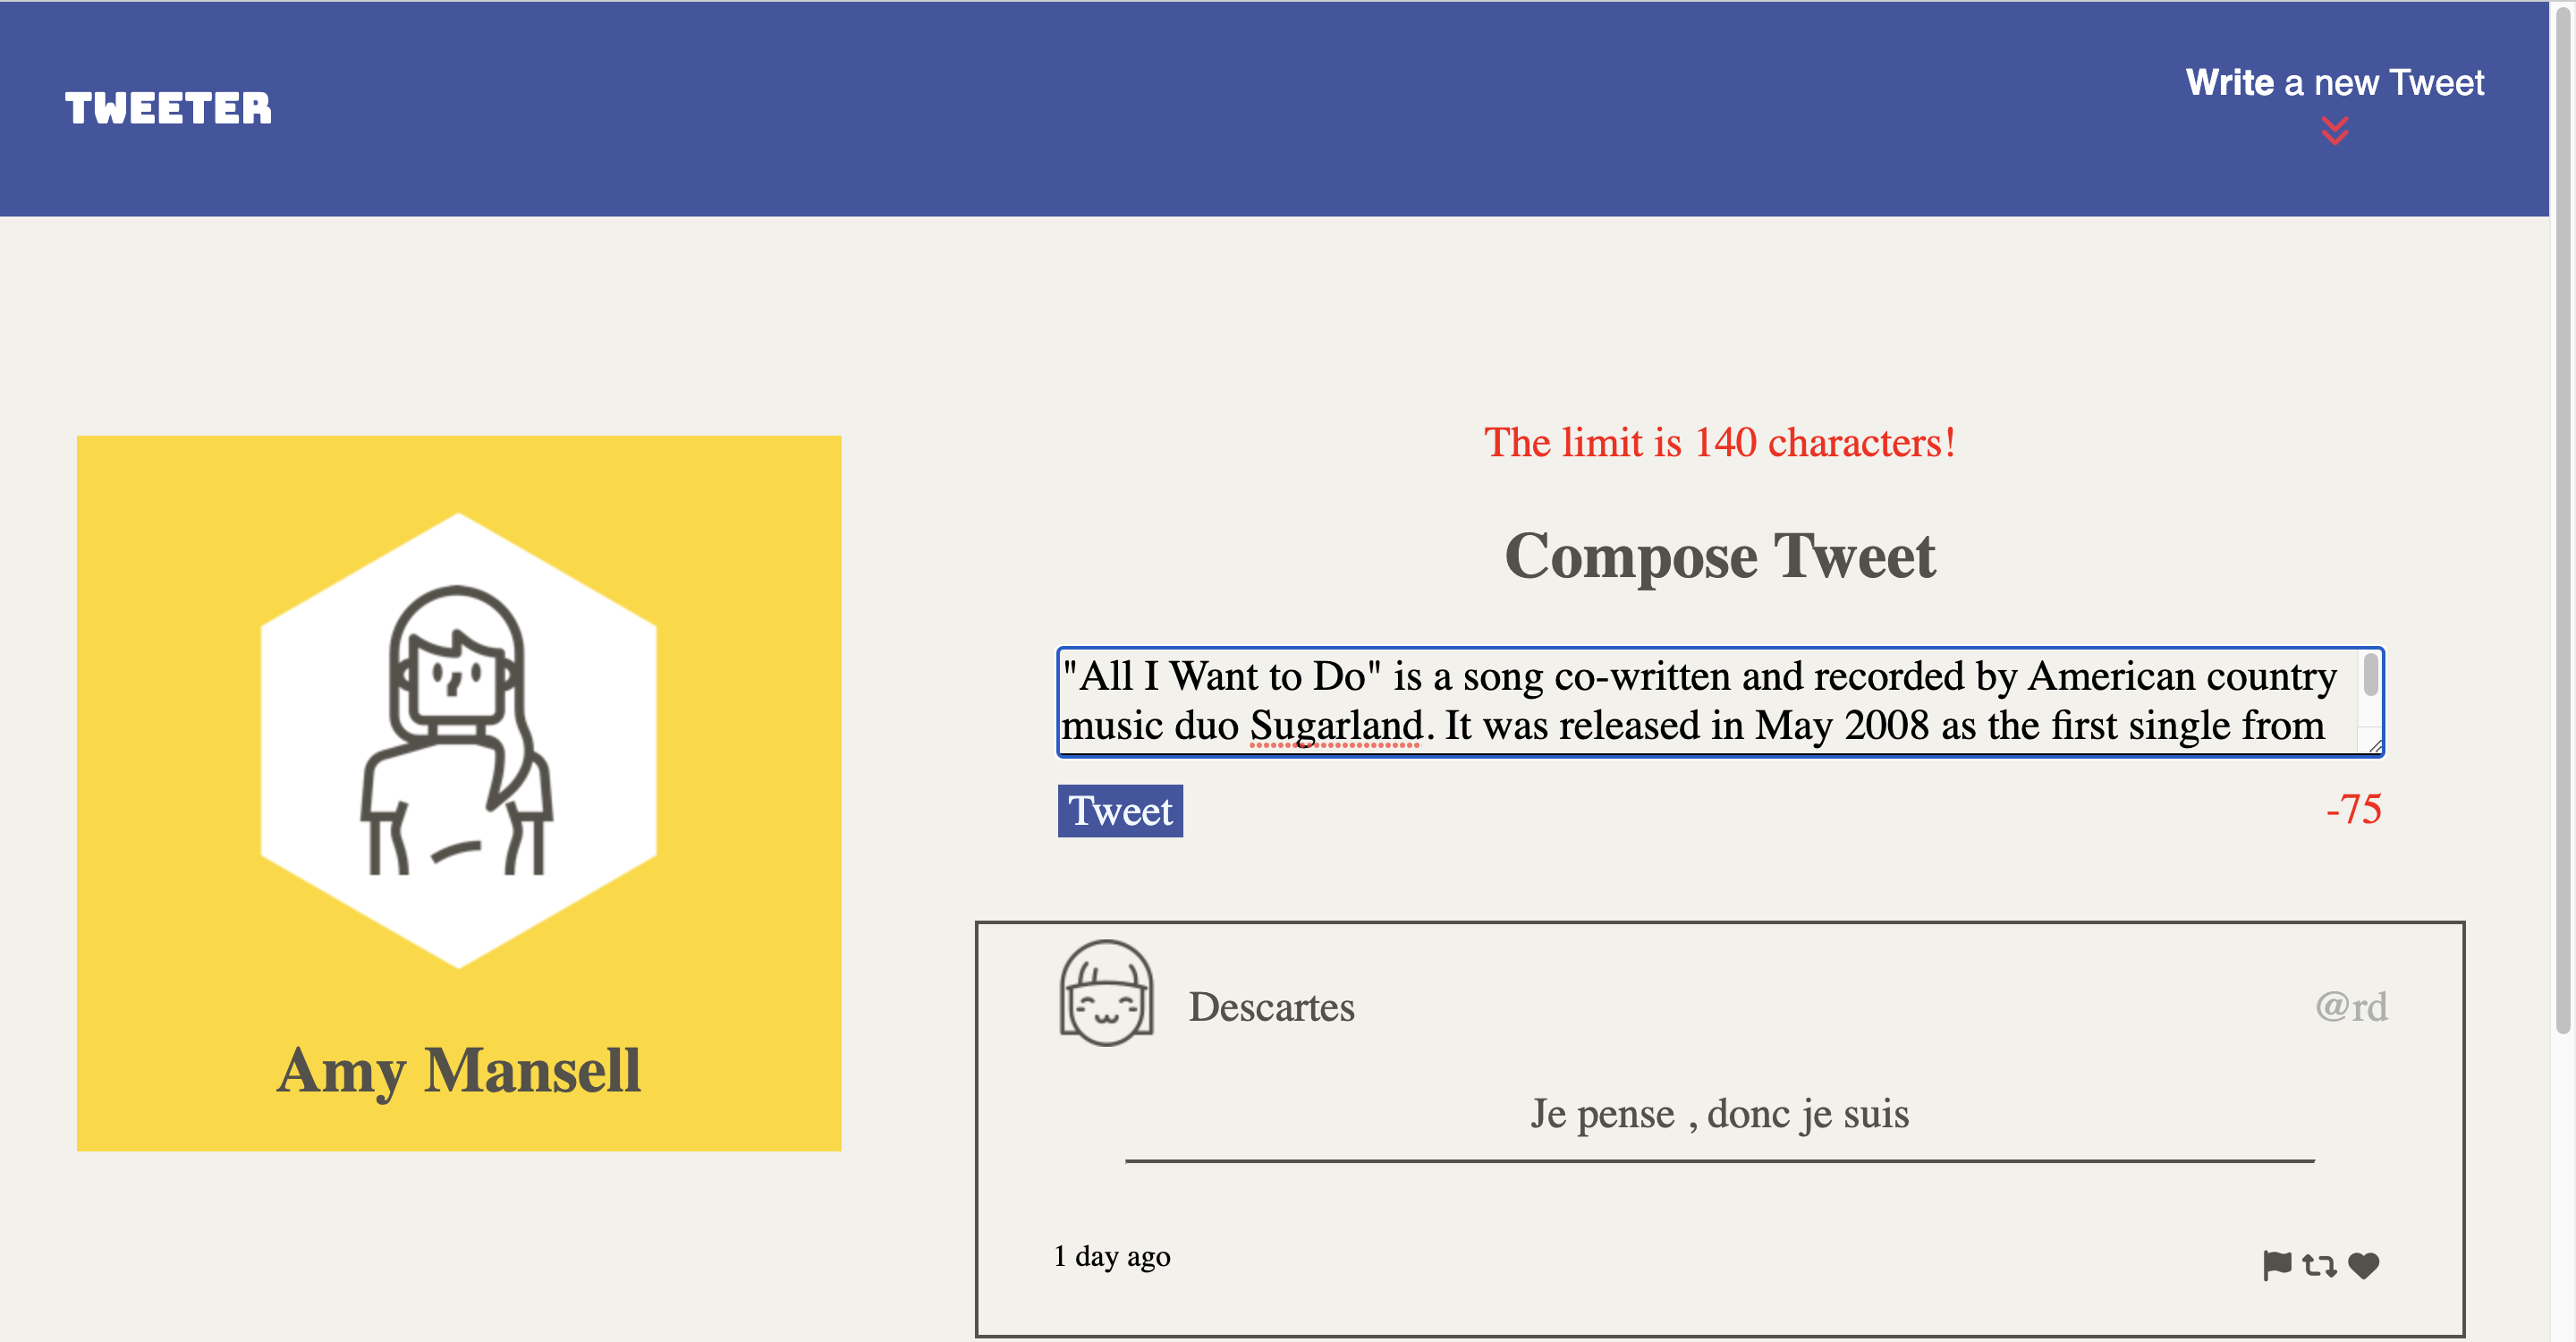 TWEETER
Write a new Tweet
The limit is 140 characters!
Compose Tweet
"All I Want to Do" is a song co-written and recorded by American country
music duo Sugarland. It was released in May 2008 as the first single from
Tweet
-75
Amy Mansell
Descartes
@rd
Je pense , donc je suis
1 day ago